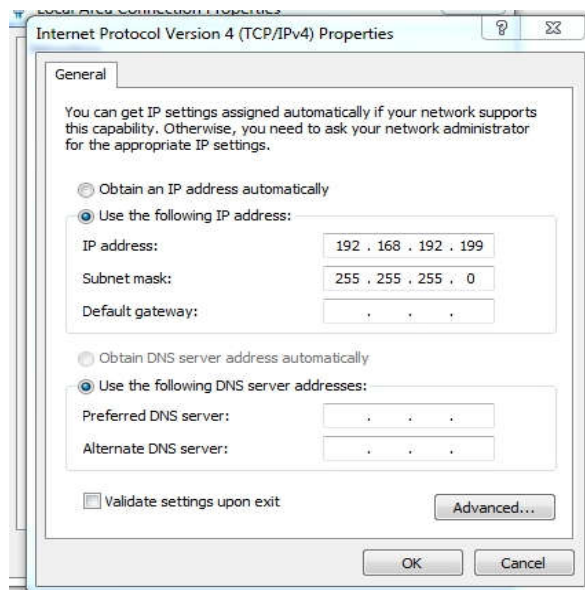 Local Area Connection Properties
Internet Protocol Version 4 (TCP/IPv4) Properties
General
You can get IP settings assigned automatically if your network supports
this capability. Otherwise, you need to ask your network administrator
for the appropriate IP settings.
Obtain an IP address automatically
Use the following IP address:
IP address: 192 . 168 . 192 . 199
Subnet mask: 255 . 255 . 255 . 0
Default gateway: . . .
Obtain DNS server address automatically
Use the following DNS server addresses:
Preferred DNS server: . . .
Alternate DNS server: . . .
Validate settings upon exit
Advanced...
OK Cancel